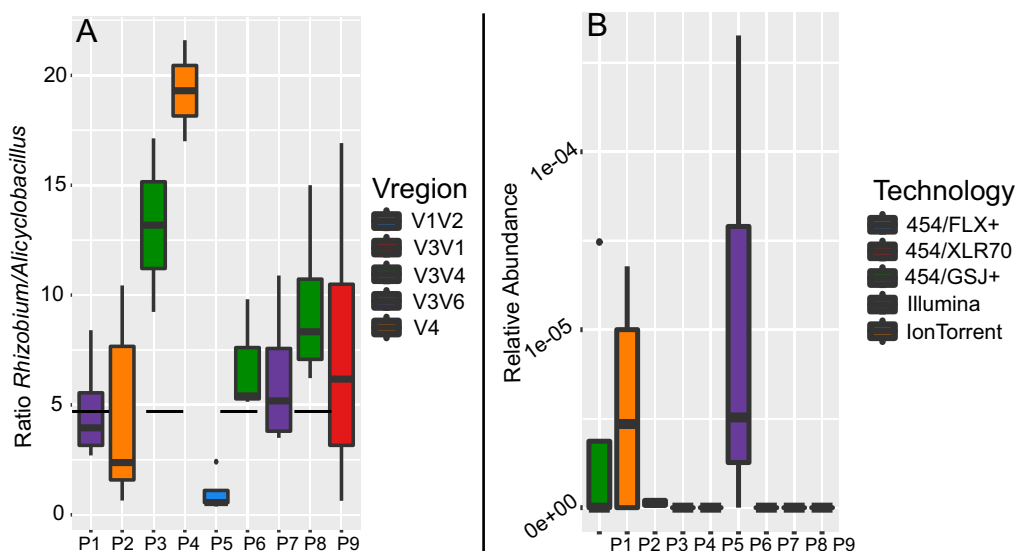 A
20
15
10
5
0
Ratio Rhizobium/Alicyclobacillus
P1 P2 P3 P4 P5 P6 P7 P8 P9
Vregion
V1V2
V3V1
V3V4
V3V6
V4
B
1e-04
1e-05
0e+00
Relative Abundance
P1 P2 P3 P4 P5 P6 P7 P8 P9
Technology
454/FLX+
454/XLR70
454/GSJ+
Illumina
IonTorrent